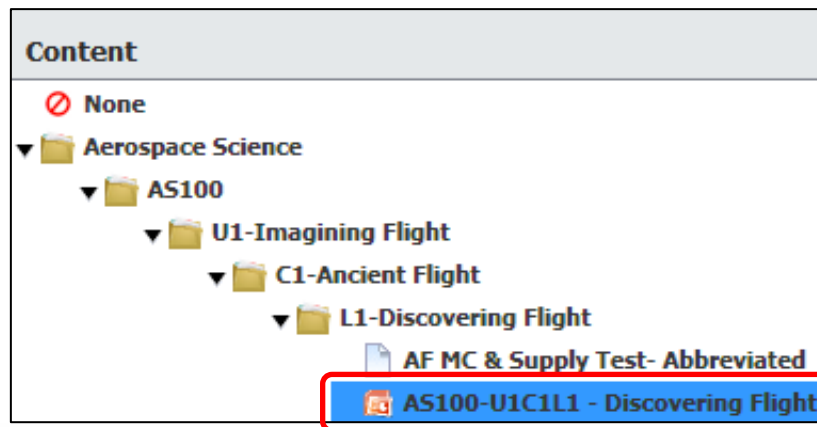 Content
None
Aerospace Science
AS100
U1-Imagining Flight
C1-Ancient Flight
L1-Discovering Flight
AF MC & Supply Test- Abbreviated
AS100-U1C1L1 - Discovering Flight